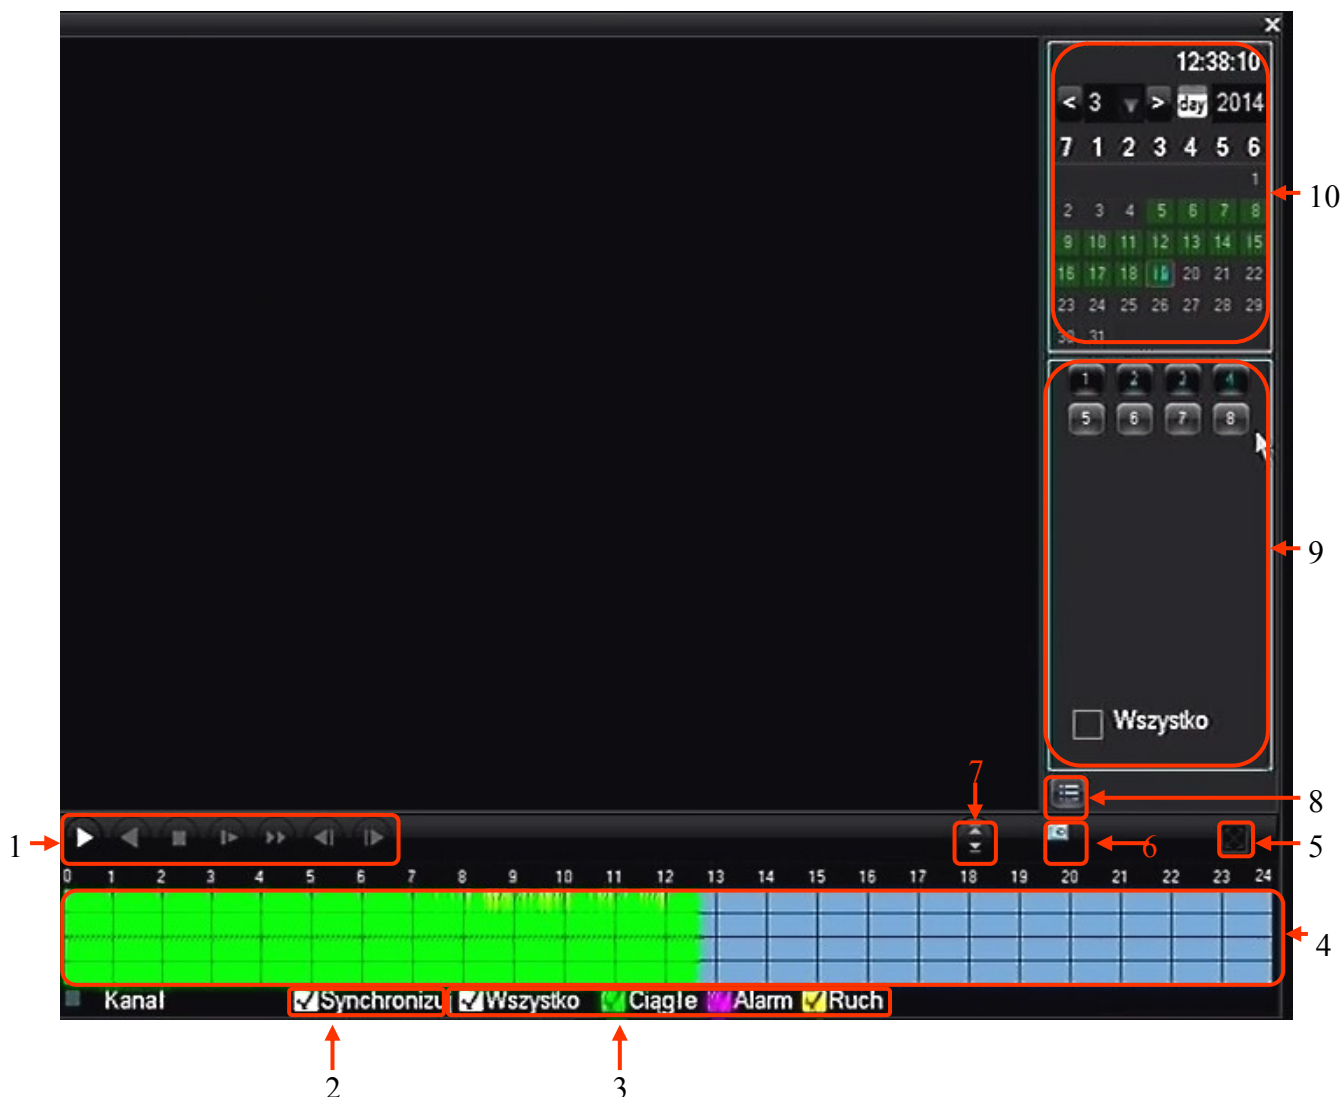 12:38:10
< 3 > day 2014
7 1 2 3 4 5 6
1
10
2 3 4 5 6 7 8
9 10 11 12 13 14 15
16 17 18 19 20 21 22
23 24 25 26 27 28 29
30 31
1 2 3 4
5 6 7 8
9
Wszystko
7
8
1
6
5
0 1 2 3 4 5 6 7 8 9 10 11 12 13 14 15 16 17 18 19 20 21 22 23 24
4
Kanał Synchronizu Wszystko Ciągłe Alarm Ruch
2 3